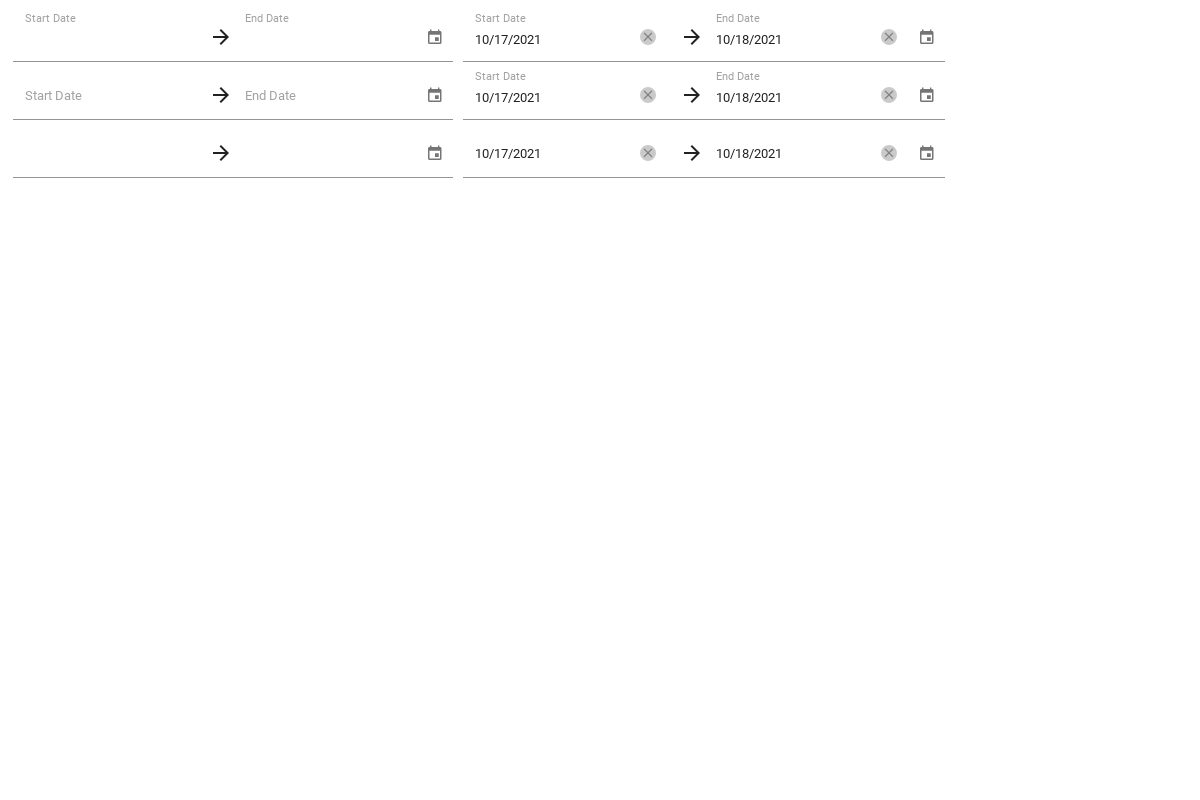 Start Date End Date Start Date End Date
10/17/2021 10/18/2021
Start Date End Date
Start Date End Date 10/17/2021 10/18/2021
10/17/2021 10/18/2021